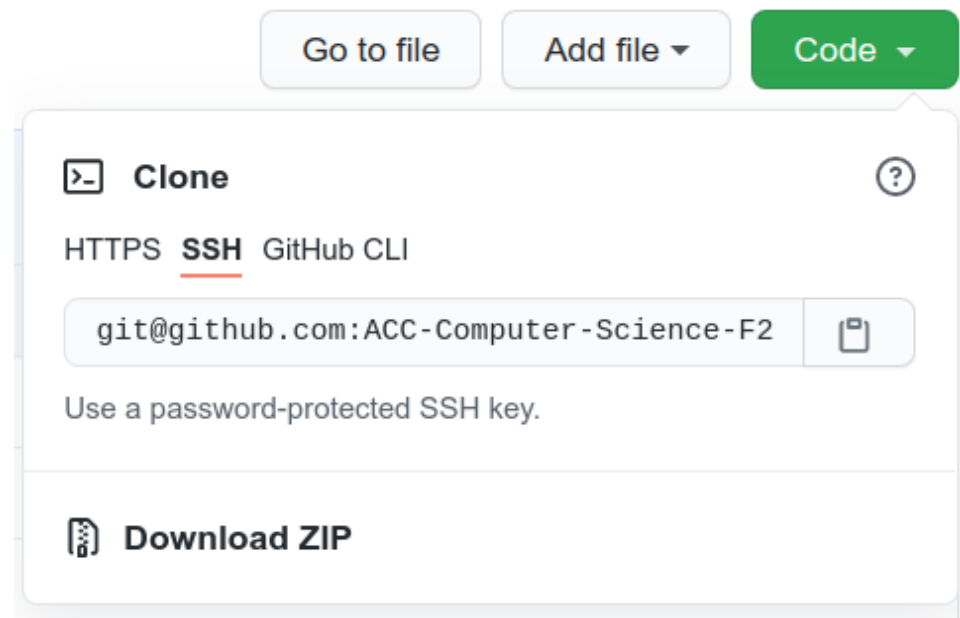 Go to file Add file Code
Clone
HTTPS SSH GitHub CLI
git@github.com:ACC-Computer-Science-F2
Use a password-protected SSH key.
Download ZIP